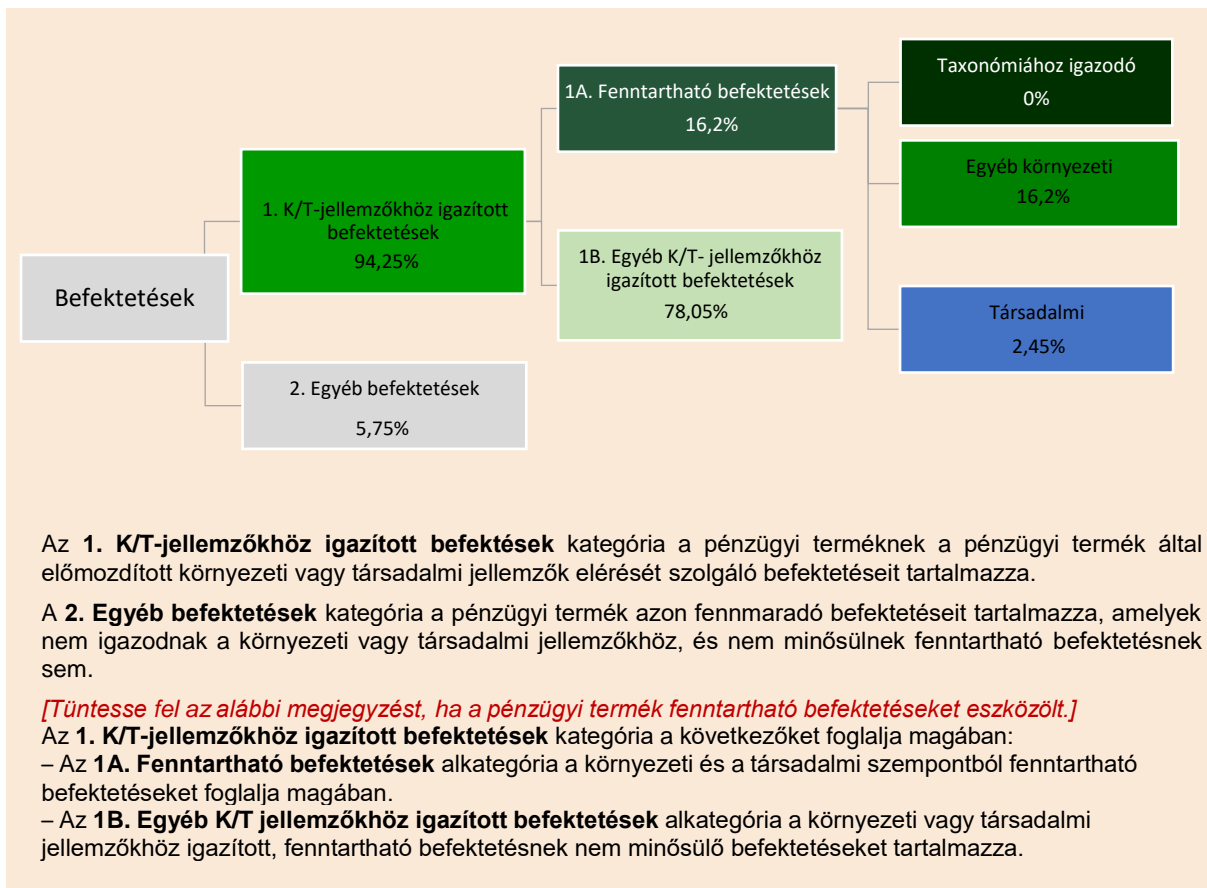 Befektetések
1. K/T-jellemzőkhöz igazított
befektetések
94,25%
2. Egyéb befektetések
5,75%
1A. Fenntartható befektetések
16,2%
1B. Egyéb K/T- jellemzőkhöz
igazított befektetések
78,05%
Taxonómiához igazodó
0%
Egyéb környezeti
16,2%
Társadalmi
2,45%
Az 1. K/T-jellemzőkhöz igazított befektések kategória a pénzügyi terméknek a pénzügyi termék által
előmozdított környezeti vagy társadalmi jellemzők elérését szolgáló befektetéseit tartalmazza.
A 2. Egyéb befektetések kategória a pénzügyi termék azon fennmaradó befektetéseit tartalmazza, amelyek
nem igazodnak a környezeti vagy társadalmi jellemzőkhöz, és nem minősülnek fenntartható befektetésnek
sem.
[Tüntesse fel az alábbi megjegyzést, ha a pénzügyi termék fenntartható befektetéseket eszközölt.]
Az 1. K/T-jellemzőkhöz igazított befektetések kategória a következőket foglalja magában:
– Az 1A. Fenntartható befektetések alkategória a környezeti és a társadalmi szempontból fenntartható
befektetéseket foglalja magában.
– Az 1B. Egyéb K/T jellemzőkhöz igazított befektetések alkategória a környezeti vagy társadalmi
jellemzőkhöz igazított, fenntartható befektetésnek nem minősülő befektetéseket tartalmazza.